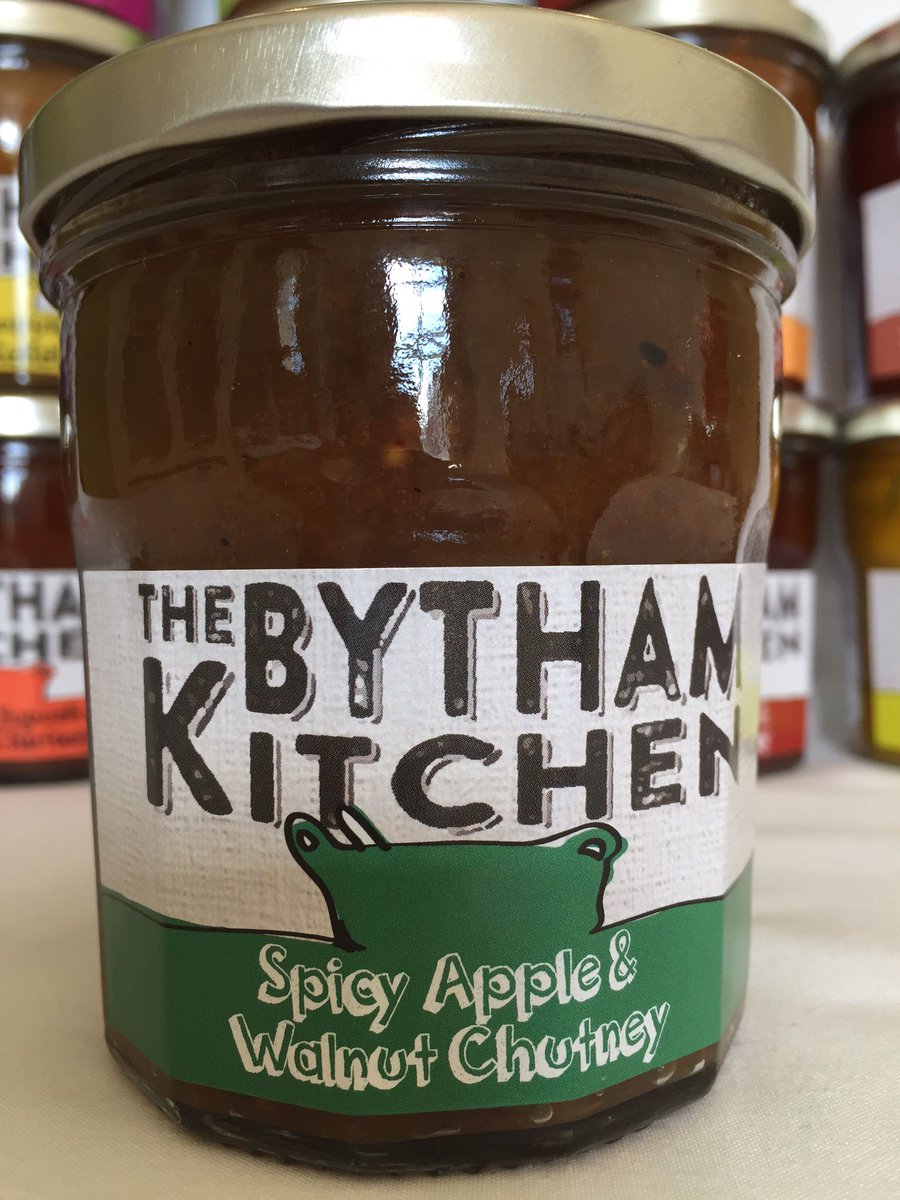 THE BYTHAM
KITCHEN
Spicy Apple &
Walnut Chutney